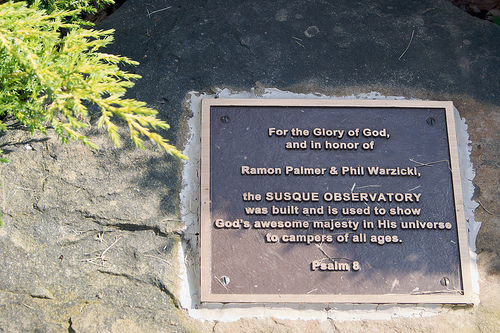 For the Glory of God,
and in honor of
Ramon Palmer & Phil Warzicki,
the SUSQUE OBSERVATORY
was built and is used to show
God's awesome majesty in His universe
to campers of all ages.
Psalm 8